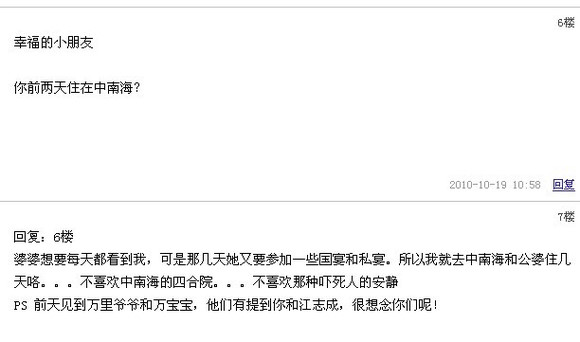 6楼
幸福的小朋友
你前两天住在中南海?
2010-10-19 10:58 回复
7楼
回复：6楼
婆婆想要每天都看到我，可是那几天她又要参加一些国宴和私宴。所以我就去中南海和公婆住几
天咯。。。不喜欢中南海的四合院。。。不喜欢那种吓死人的安静
PS 前天见到万里爷爷和万宝宝，他们有提到你和江志成，很想念你们呢！